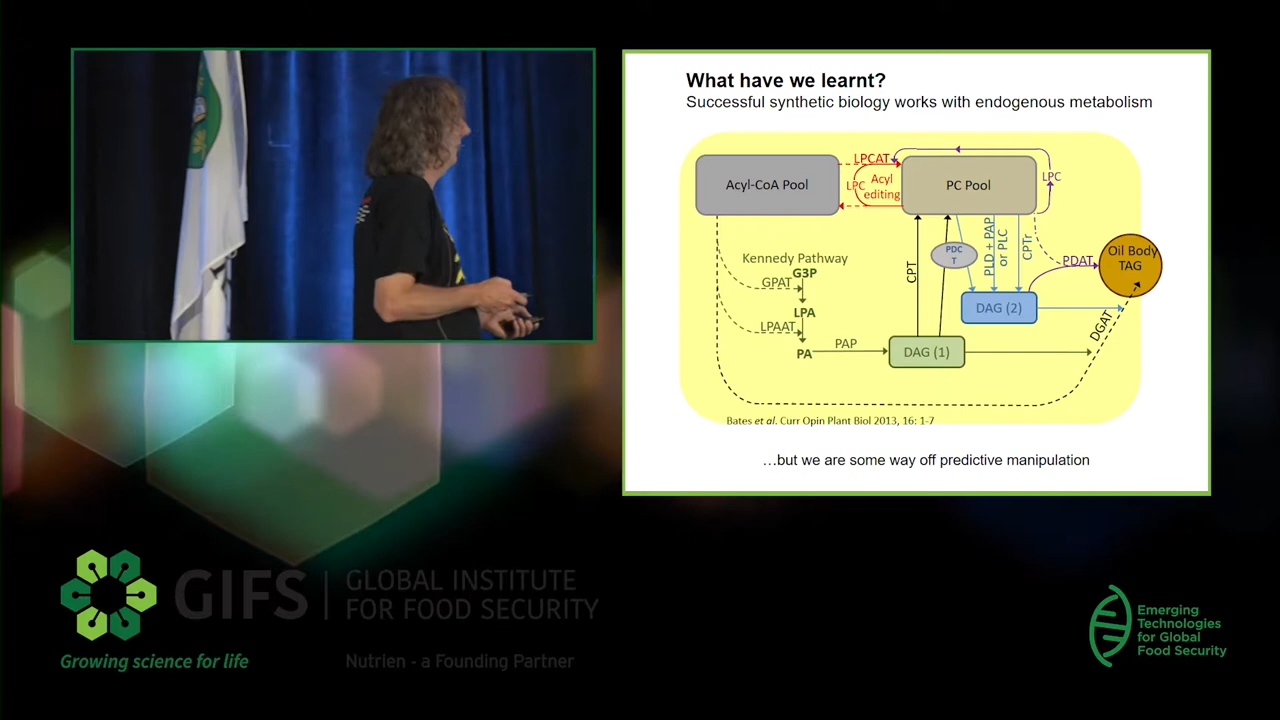 What have we learnt?
Successful synthetic biology works with endogenous metabolism
Acyl-CoA Pool
LPCAT
LPC
Acyl
editing
PC Pool
LPC
Kennedy Pathway
G3P
GPAT
LPA
LPAAT
PA
PAP
DAG (1)
CPT
PDC
T
PLD + PAP
or PLC
CPTr
DAG (2)
PDAT
Oil Body
TAG
DGAT
Bates et al. Curr Opin Plant Biol 2013, 16: 1-7
…but we are some way off predictive manipulation
GIFS
GLOBAL INSTITUTE
FOR FOOD SECURITY
Growing science for life
Nutrien - a Founding Partner
Emerging
Technologies
for Global
Food Security